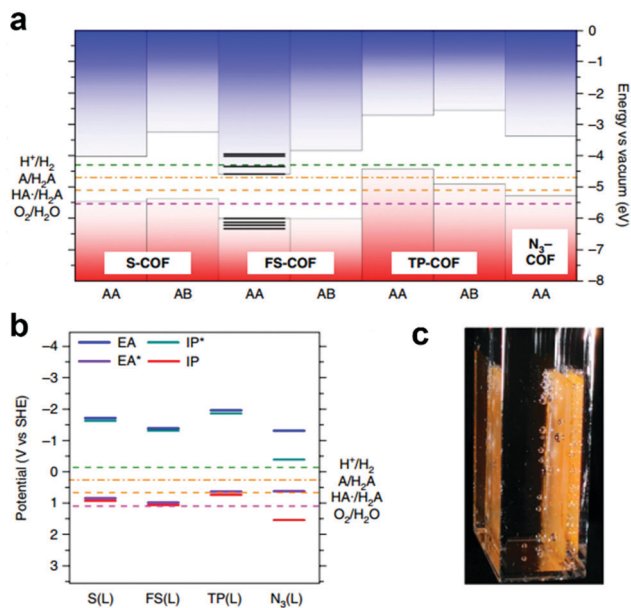 a
0
−1
−2
−3
−4
−5
−6
−7
−8
Energy vs vacuum (eV)
H⁺/H₂
A/H₂A
HA·/H₂A
O₂/H₂O
S-COF
FS-COF
TP-COF
N₃–
COF
AA AB AA AB AA AB AA
b
EA IP*
EA* IP
−4
−3
−2
−1
0
1
2
3
Potential (V vs SHE)
H⁺/H₂
A/H₂A
HA·/H₂A
O₂/H₂O
S(L) FS(L) TP(L) N₃(L)
c